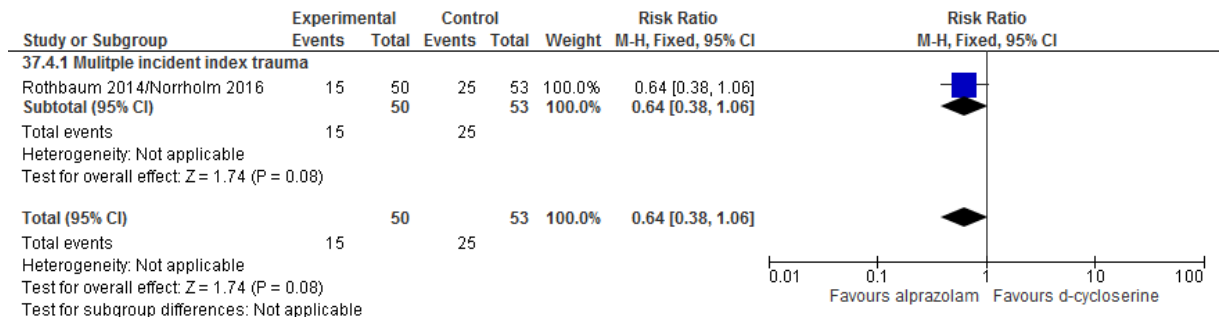 Experimental Control Risk Ratio Risk Ratio
Study or Subgroup Events Total Events Total Weight M-H, Fixed, 95% CI M-H, Fixed, 95% CI
37.4.1 Mulitple incident index trauma
Rothbaum 2014/Norrholm 2016 15 50 25 53 100.0% 0.64 [0.38, 1.06]
Subtotal (95% CI) 50 53 100.0% 0.64 [0.38, 1.06]
Total events 15 25
Heterogeneity: Not applicable
Test for overall effect: Z = 1.74 (P = 0.08)
Total (95% CI) 50 53 100.0% 0.64 [0.38, 1.06]
Total events 15 25
Heterogeneity: Not applicable
Test for overall effect: Z = 1.74 (P = 0.08)
Test for subgroup differences: Not applicable
0.01 0.1 1 10 100
Favours alprazolam Favours d-cycloserine